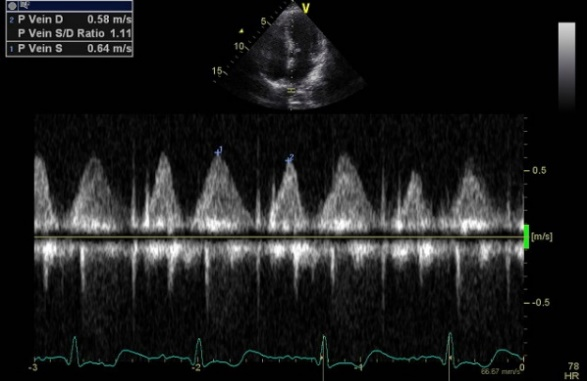 2 P Vein D 0.58 m/s
P Vein S/D Ratio 1.11
1 P Vein S 0.64 m/s
V
5
10
15
1
2
0.5
[m/s]
-0.5
-3
-2
-1
0
66.67 mm/s
78
HR